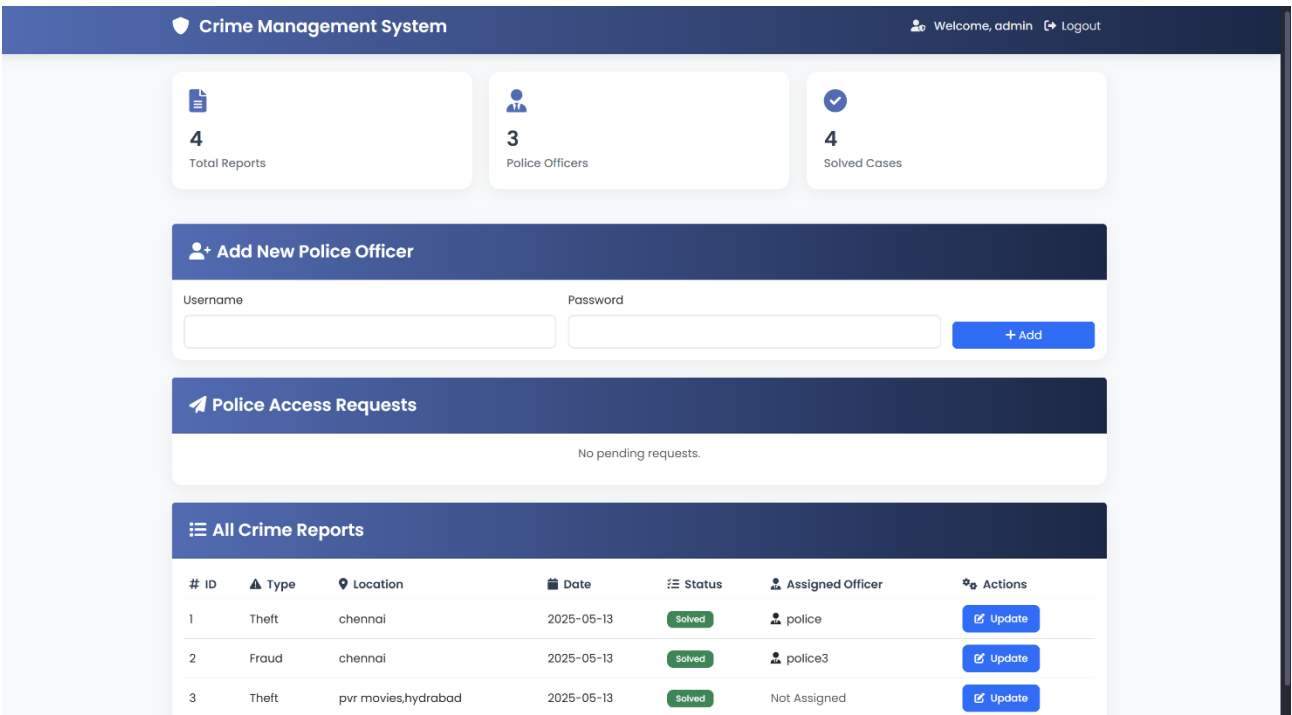 Crime Management System Welcome, admin Logout
4 3 4
Total Reports Police Officers Solved Cases
Add New Police Officer
Username Password
+ Add
Police Access Requests
No pending requests.
All Crime Reports
# ID Type Location Date Status Assigned Officer Actions
1 Theft chennai 2025-05-13 Solved police Update
2 Fraud chennai 2025-05-13 Solved police3 Update
3 Theft pvr movies,hydrabad 2025-05-13 Solved Not Assigned Update